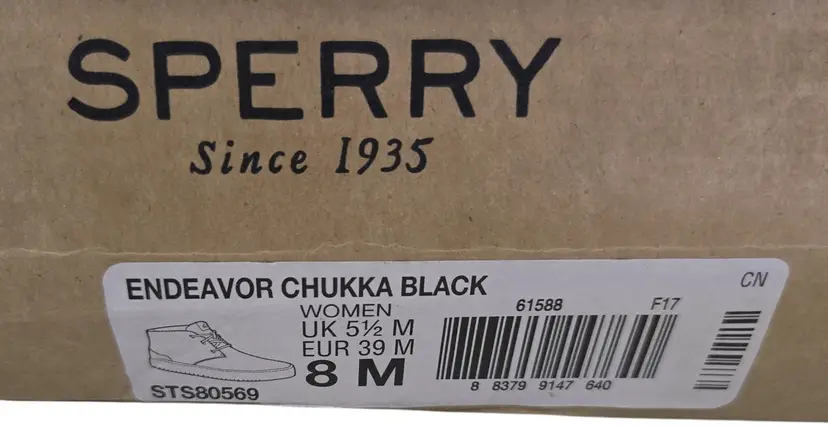 SPERRY
Since 1935
ENDEAVOR CHUKKA BLACK
CN
WOMEN
61588
F17
UK 5½ M
EUR 39 M
8 M
8 8379 9147 640
STS80569